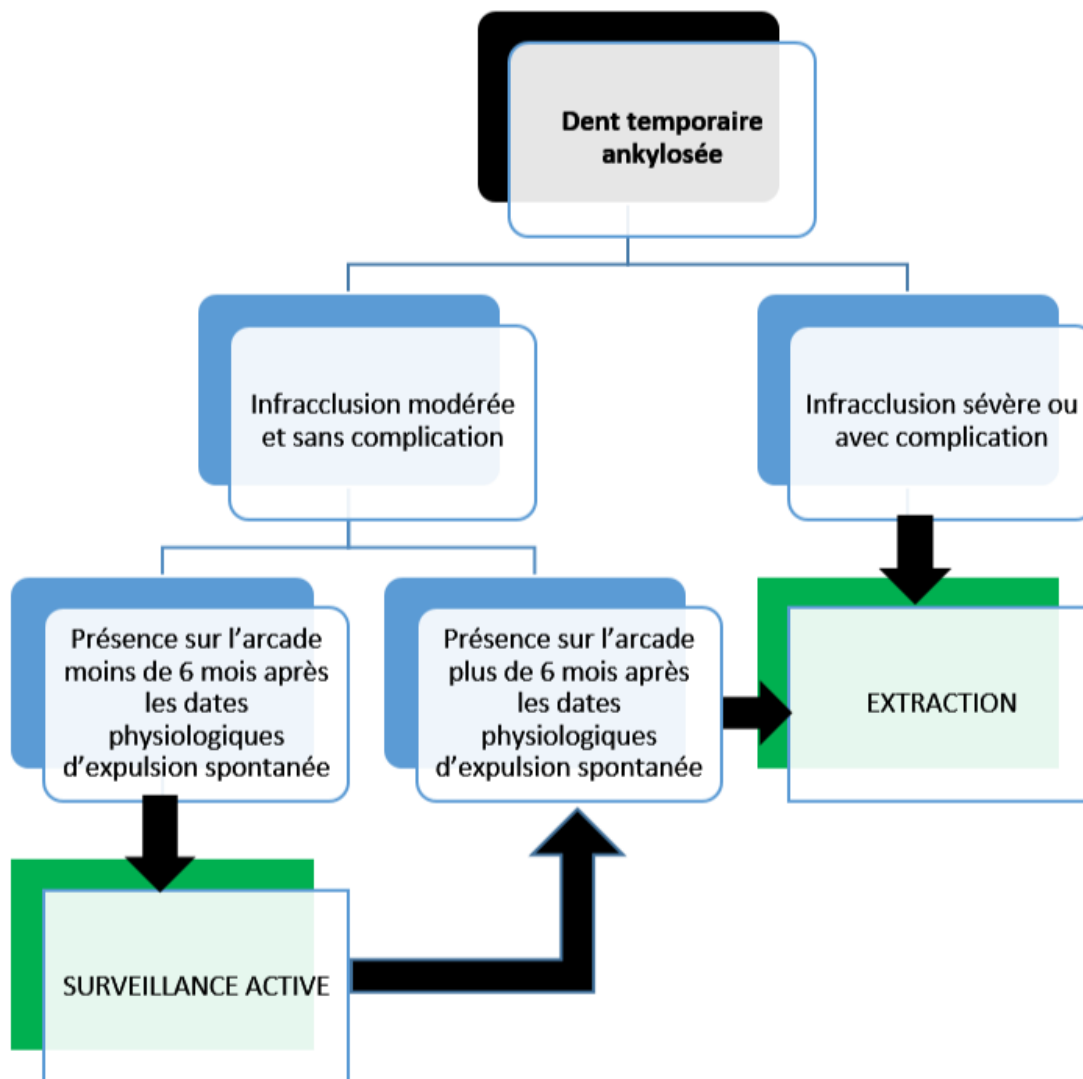 Dent temporaire
ankylosée
Infracclusion modérée
et sans complication
Infracclusion sévère ou
avec complication
Présence sur l'arcade
moins de 6 mois après
les dates
physiologiques
d'expulsion spontanée
Présence sur l'arcade
plus de 6 mois après
les dates
physiologiques
d'expulsion spontanée
EXTRACTION
SURVEILLANCE ACTIVE